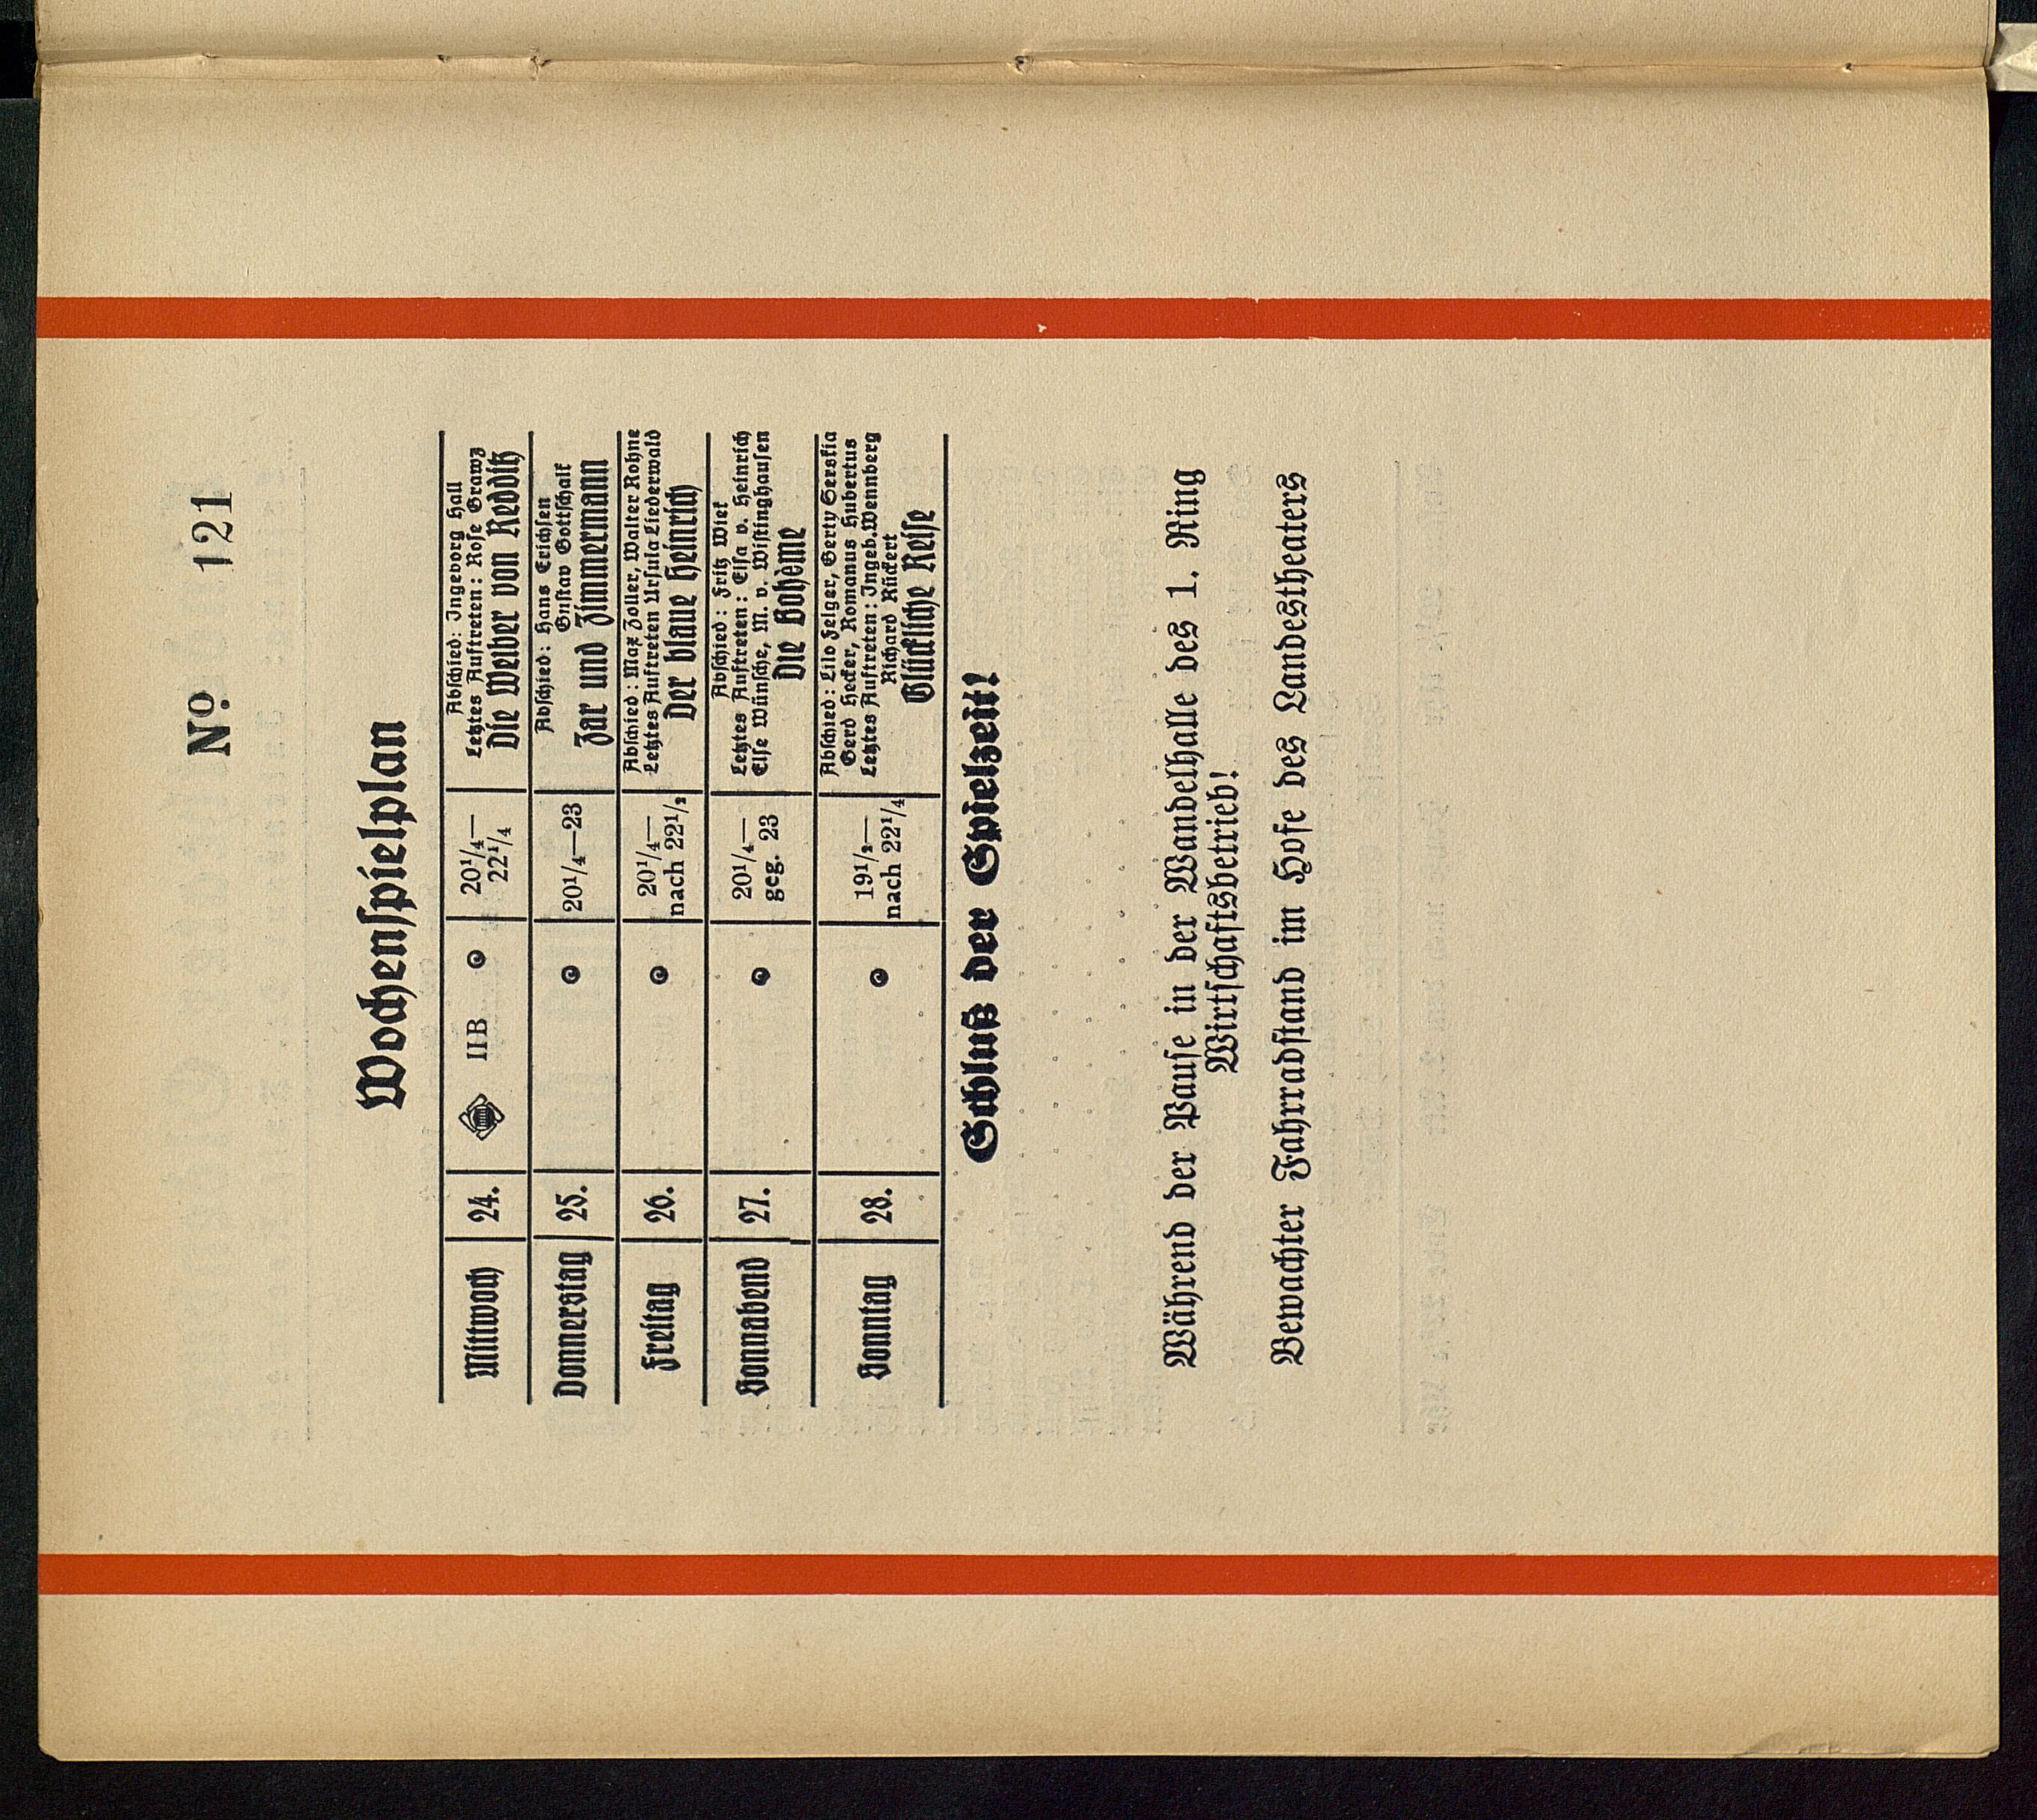 No. 121
Wochenspielplan
Mittwoch 24. IIB 20¹/₄— 22¹/₄
Abschied: Ingeborg Hall
Letztes Auftreten: Rose Grawz
Die Weiber von Redditz
Donnerstag 25. 20¹/₄—23
Abschied: Hans Erichsen
Gustav Gottschalk
Zar und Zimmermann
Freitag 26. 20¹/₄— nach 22¹/₂
Abschied: Max Zoller, Walter Rohne
Letztes Auftreten Ursula Liederwald
Der blaue Heinrich
Sonnabend 27. 20¹/₄— geg. 23
Abschied: Fritz Wiek
Letztes Auftreten: Elsa v. Heinrich
Else Wünsche, M. v. Wistinghausen
Die Bohème
Sonntag 28. 19¹/₂— nach 22¹/₄
Abschied: Lilo Felger, Gerty Gerskia
Gerd Hecker, Romanus Hubertus
Letztes Auftreten: Ingeb. Wennberg
Richard Rückert
Glückliche Reise
Schluß der Spielzeit!
Während der Pause in der Wandelhalle des 1. Ring
Wirtschaftsbetrieb!
Bewachter Fahrradstand im Hofe des Landestheaters